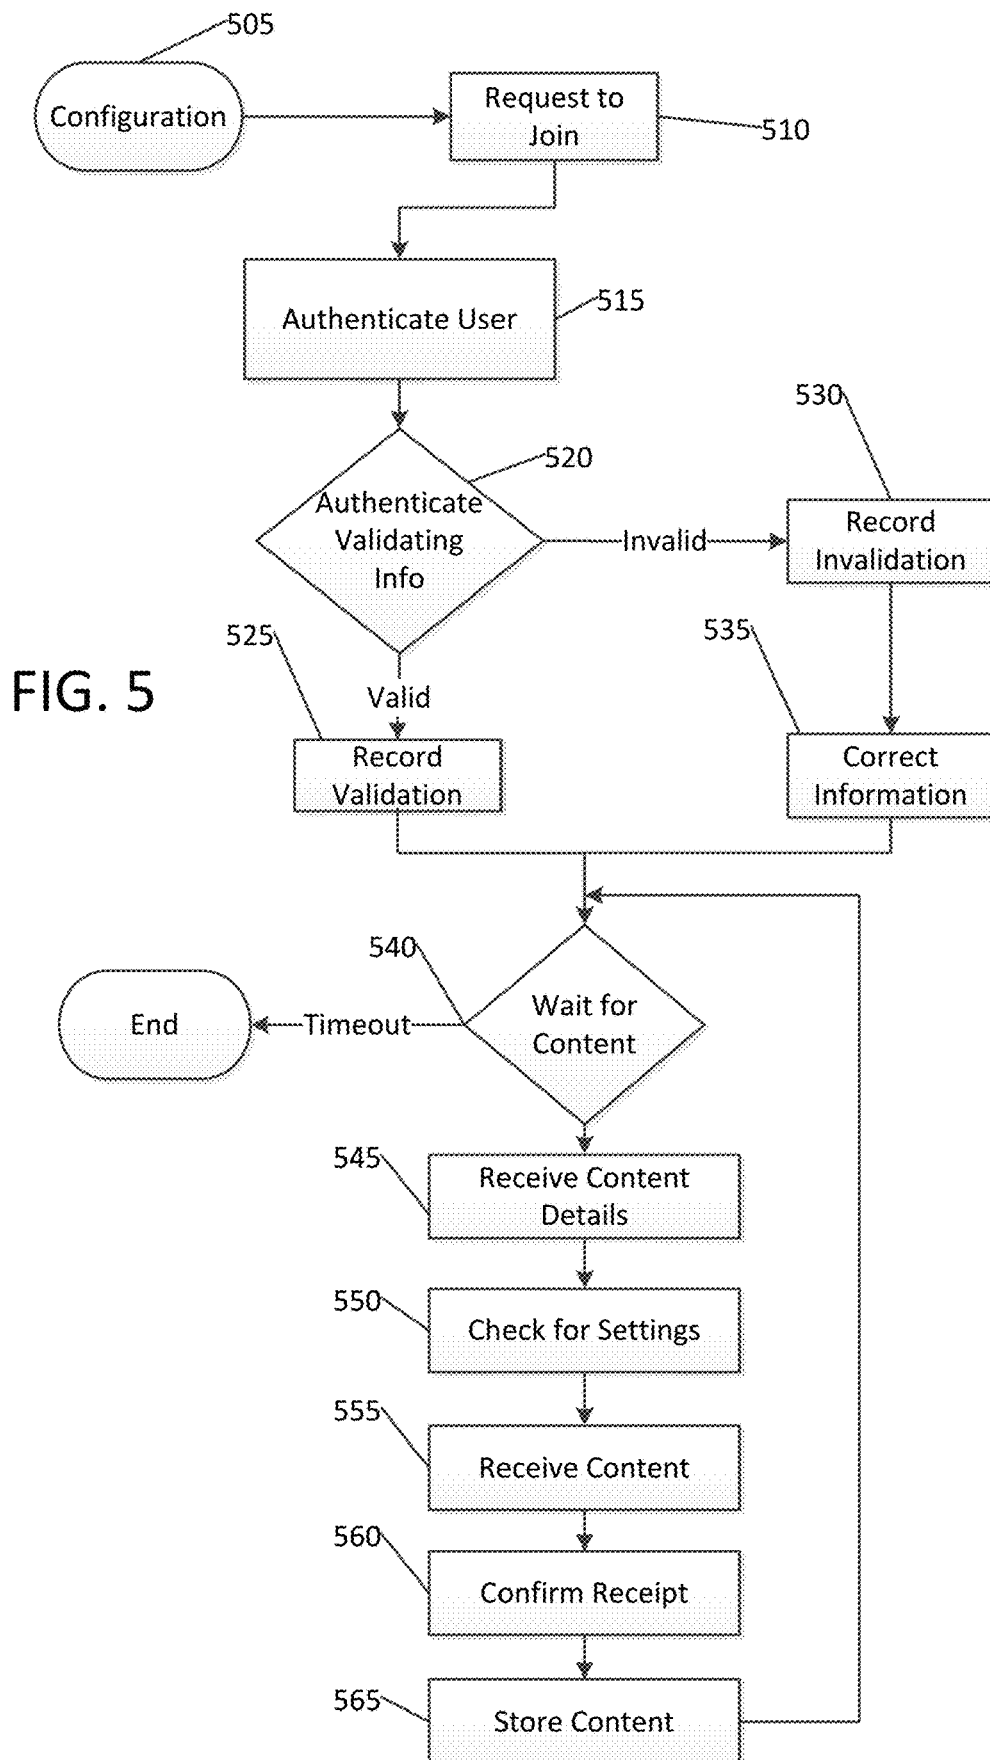 505
Configuration
Request to
Join
510
Authenticate User
515
530
520
Authenticate
Validating
Info
Invalid
Record
Invalidation
525
535
FIG. 5
Valid
Record
Validation
Correct
Information
540
End
Timeout
Wait for
Content
545
Receive Content
Details
550
Check for Settings
555
Receive Content
560
Confirm Receipt
565
Store Content